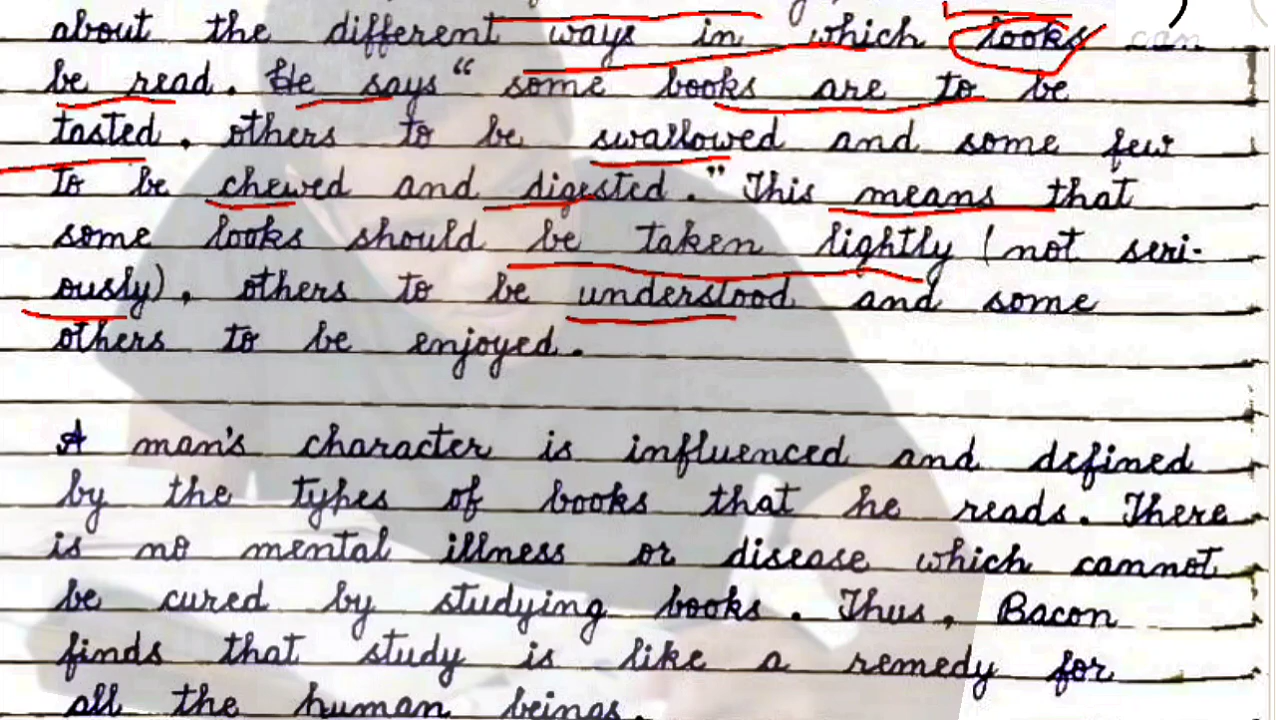 about the different ways in which books can
be read. He says "some books are to be
tasted, others to be swallowed and some few
to be chewed and digested." This means that
some books should be taken lightly (not seri-
ously), others to be understood and some
others to be enjoyed.
A man's character is influenced and defined
by the types of books that he reads. There
is no mental illness or disease which cannot
be cured by studying books. Thus, Bacon
finds that study is like a remedy for
all the human beings.